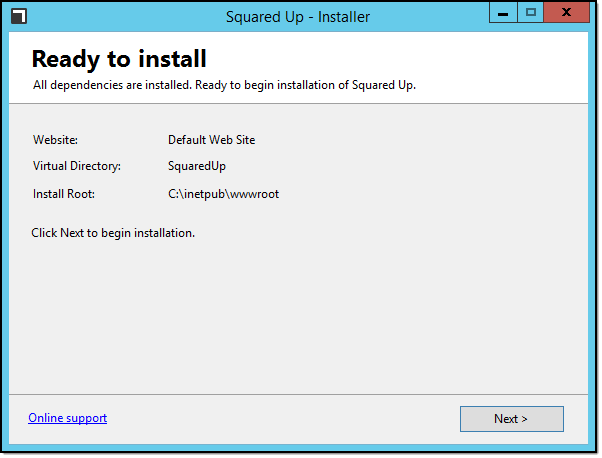 Squared Up - Installer
Ready to install
All dependencies are installed. Ready to begin installation of Squared Up.
Website: Default Web Site
Virtual Directory: SquaredUp
Install Root: C:\inetpub\wwwroot
Click Next to begin installation.
Online support Next >